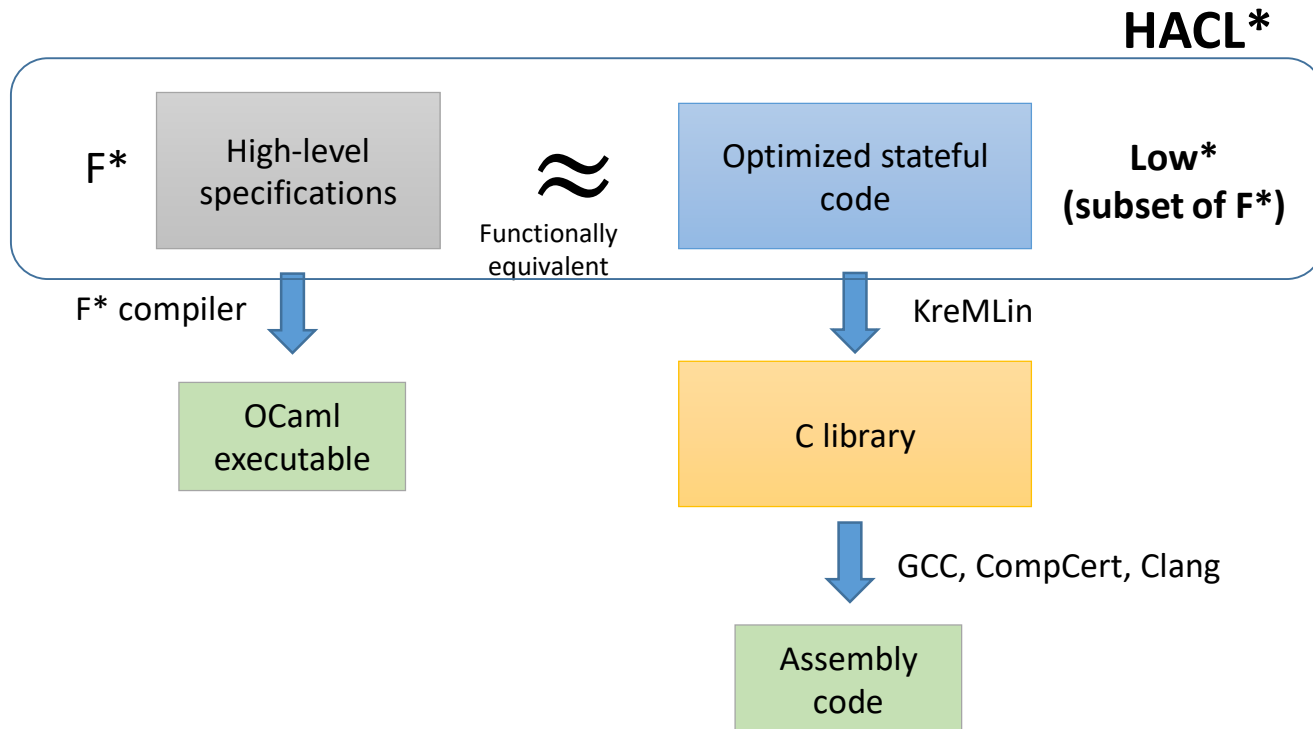 HACL*
F*
High-level
specifications
≈
Functionally
equivalent
Optimized stateful
code
Low*
(subset of F*)
F* compiler
KreMLin
OCaml
executable
C library
GCC, CompCert, Clang
Assembly
code